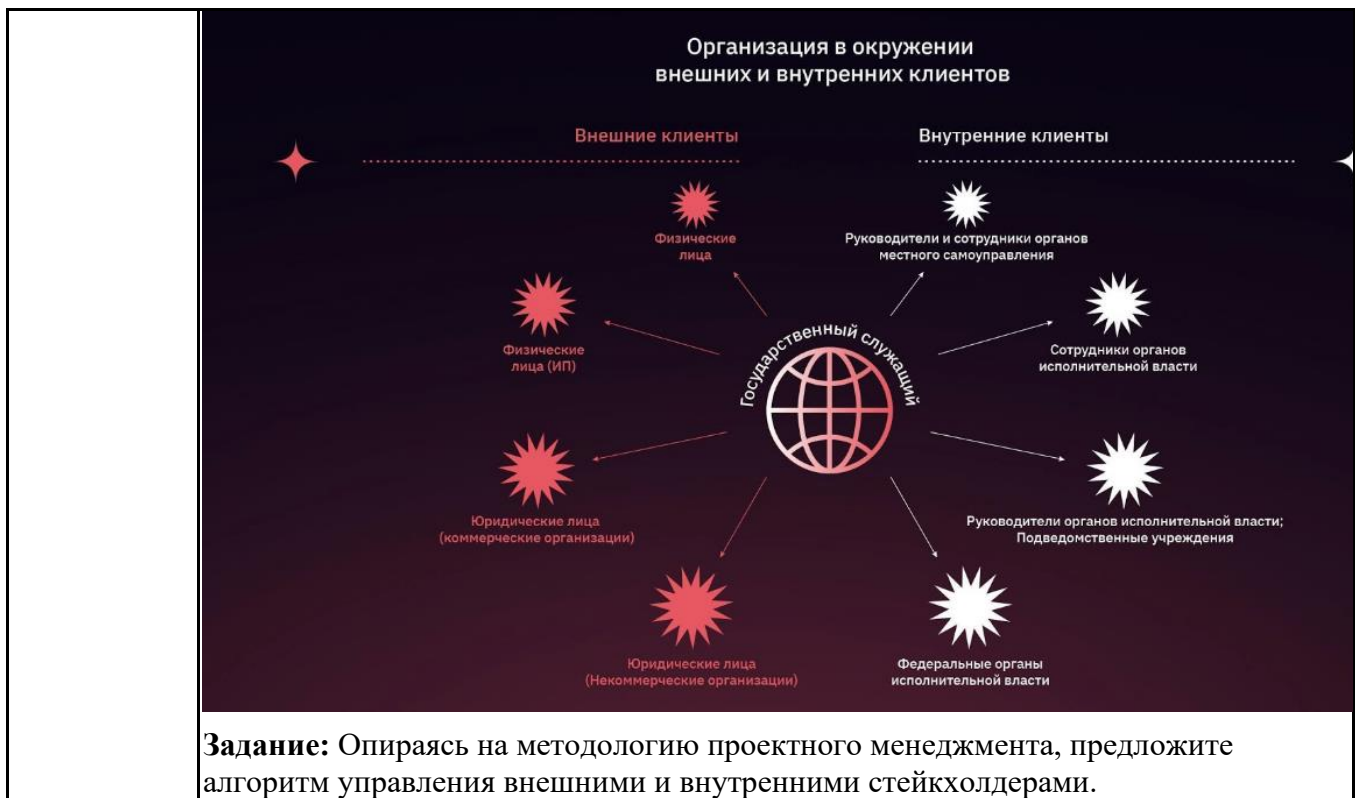 Организация в окружении
внешних и внутренних клиентов
Внешние клиенты
Внутренние клиенты
Физические
лица
Руководители и сотрудники органов
местного самоуправления
Физические
лица (ИП)
Государственный служащий
Сотрудники органов
исполнительной власти
Юридические лица
(коммерческие организации)
Руководители органов исполнительной власти;
Подведомственные учреждения
Юридические лица
(Некоммерческие организации)
Федеральные органы
исполнительной власти
Задание: Опираясь на методологию проектного менеджмента, предложите
алгоритм управления внешними и внутренними стейкхолдерами.